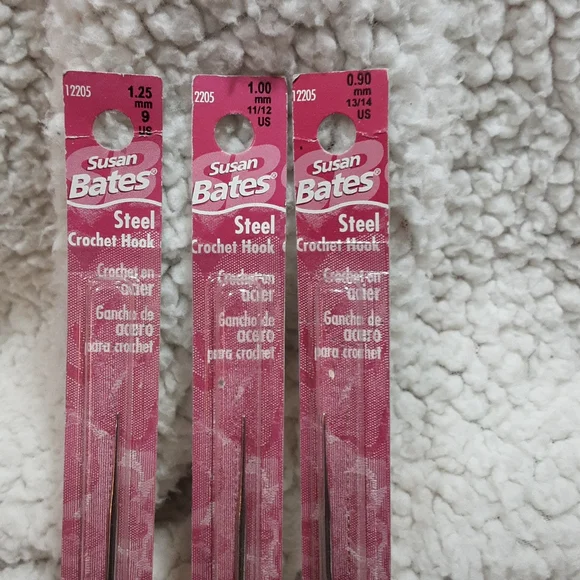 12205
1.25
mm
9
US
Susan
Bates®
Steel
Crochet Hook
Crochet en
acier
Gancho de
acero
para crochet
2205
1.00
mm
11/12
US
Susan
Bates®
Steel
Crochet Hook
Crochet en
acier
Gancho de
acero
para crochet
12205
0.90
mm
13/14
US
Susan
Bates®
Steel
Crochet Hook
Crochet en
acier
Gancho de
acero
para crochet